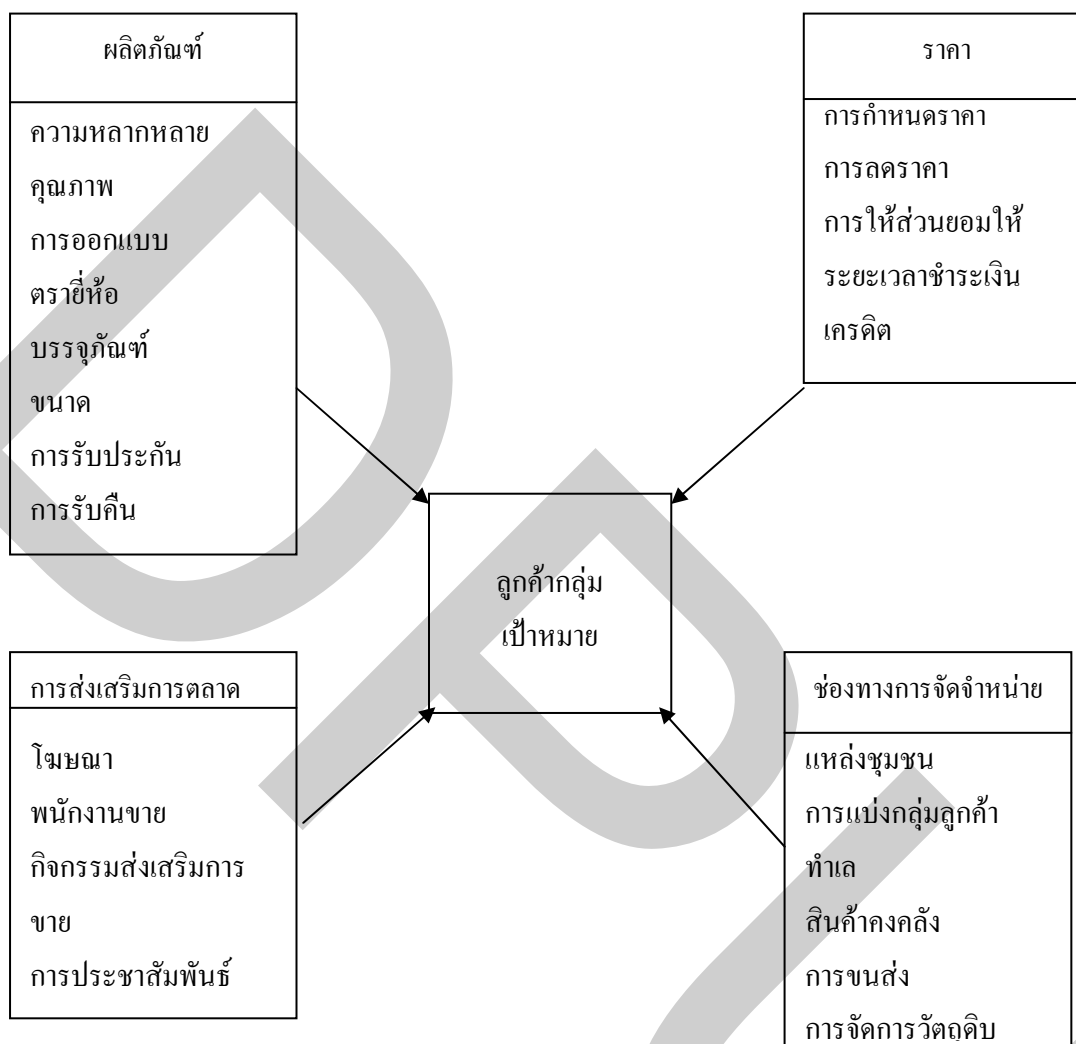 ผลิตภัณฑ์
ความหลากหลาย
คุณภาพ
การออกแบบ
ตรายี่ห้อ
บรรจุภัณฑ์
ขนาด
การรับประกัน
การรับคืน
ราคา
การกำหนดราคา
การลดราคา
การให้ส่วนยอมให้
ระยะเวลาชำระเงิน
เครดิต
ลูกค้ากลุ่ม
เป้าหมาย
การส่งเสริมการตลาด
โฆษณา
พนักงานขาย
กิจกรรมส่งเสริมการ
ขาย
การประชาสัมพันธ์
ช่องทางการจัดจำหน่าย
แหล่งชุมชน
การแบ่งกลุ่มลูกค้า
ทำเล
สินค้าคงคลัง
การขนส่ง
การจัดการวัตถุดิบ